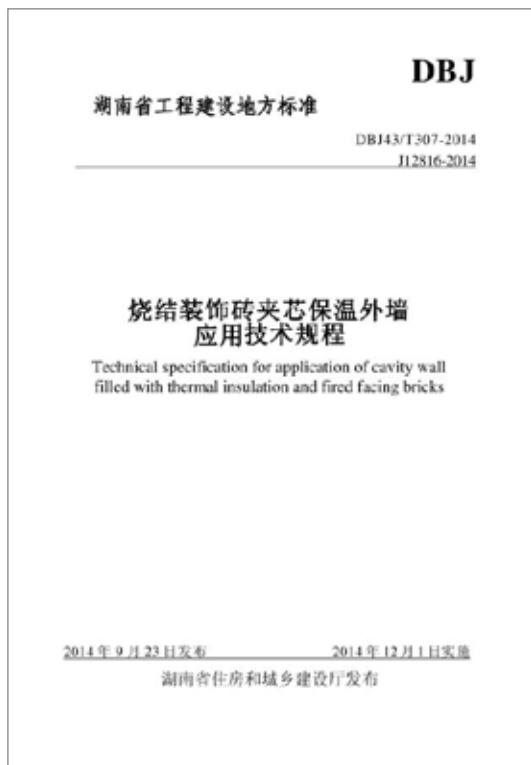 DBJ
湖南省工程建设地方标准
DBJ43/T307-2014
J12816-2014
烧结装饰砖夹芯保温外墙
应用技术规程
Technical specification for application of cavity wall
filled with thermal insulation and fired facing bricks
2014年9月23日发布 2014年12月1日实施
湖南省住房和城乡建设厅发布